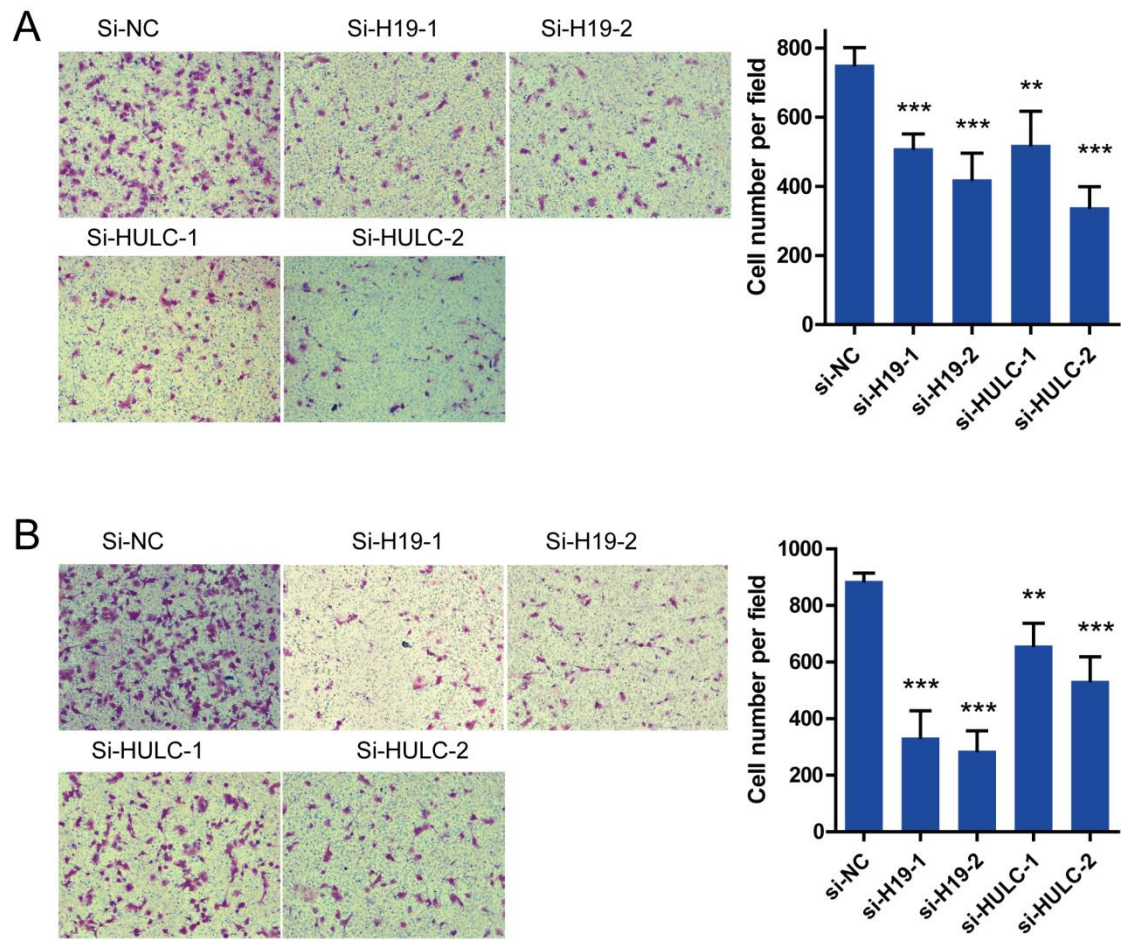 A
Si-NC
Si-H19-1
Si-H19-2
Si-HULC-1
Si-HULC-2
Cell number per field
800
600
400
200
0
***
***
**
***
si-NC
si-H19-1
si-H19-2
si-HULC-1
si-HULC-2
B
Si-NC
Si-H19-1
Si-H19-2
Si-HULC-1
Si-HULC-2
Cell number per field
1000
800
600
400
200
0
***
***
**
***
si-NC
si-H19-1
si-H19-2
si-HULC-1
si-HULC-2